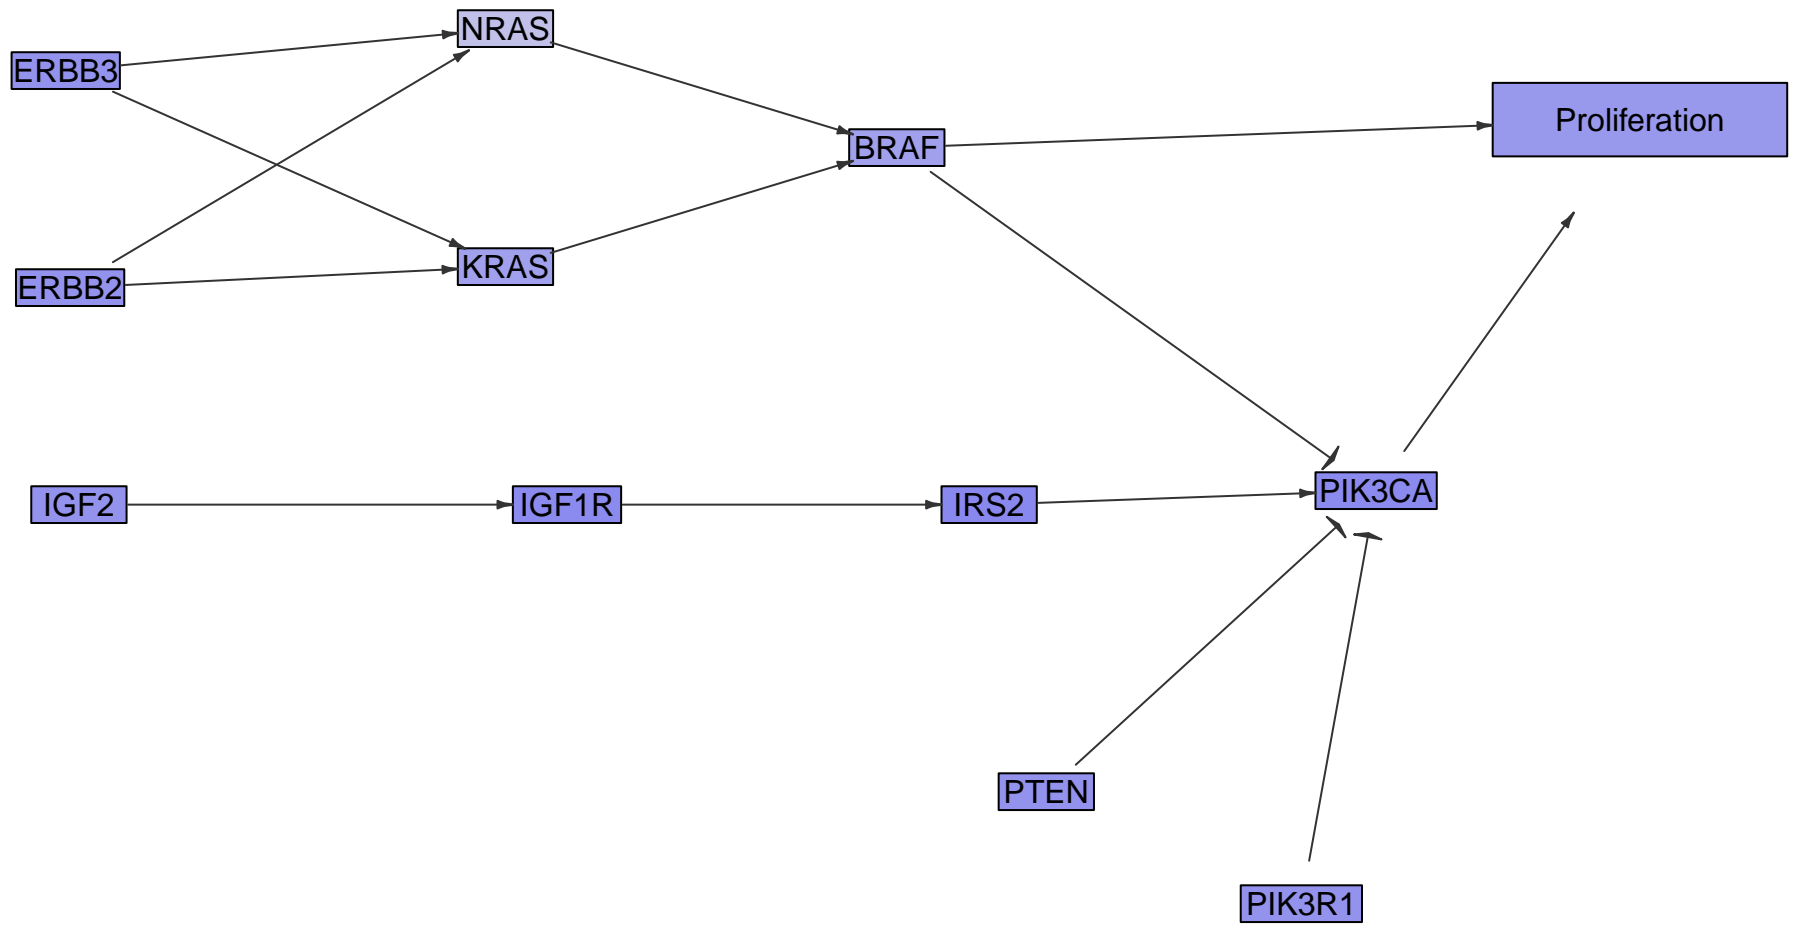 NRAS
ERBB3
Proliferation
BRAF
KRAS
ERBB2
PIK3CA
IGF2
IGF1R
IRS2
PTEN
PIK3R1